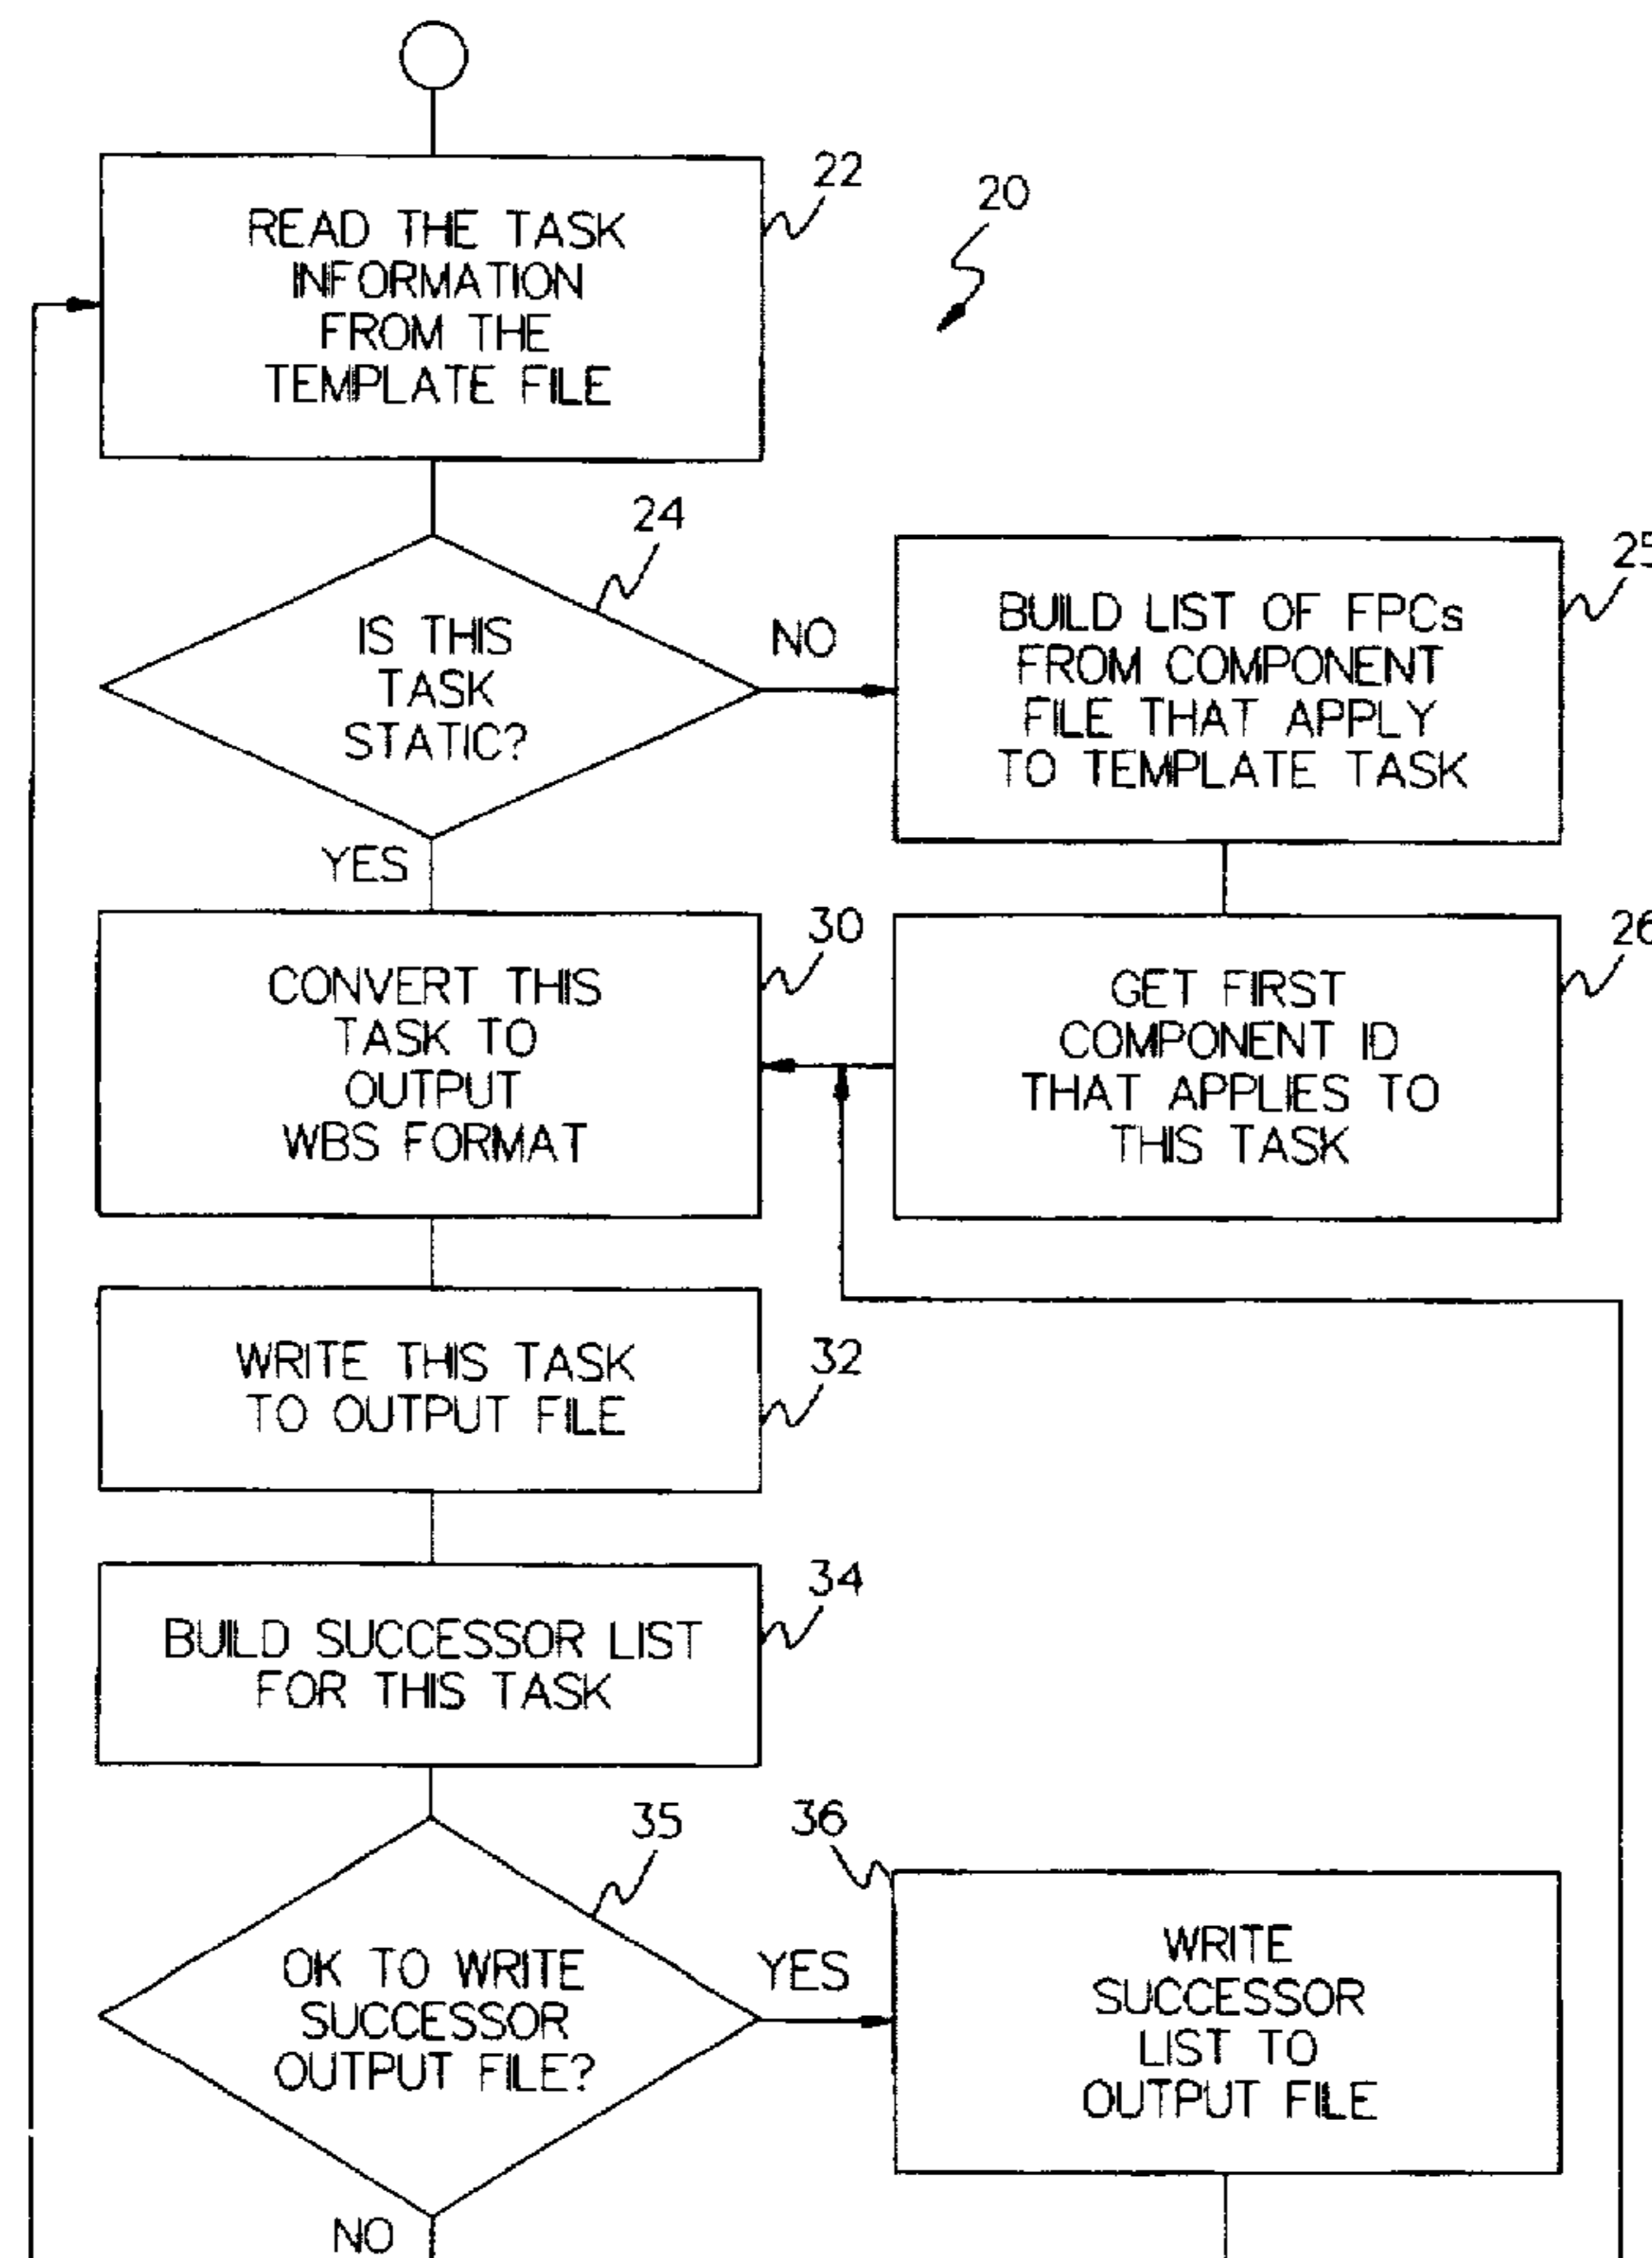 22
READ THE TASK
INFORMATION
FROM THE
TEMPLATE FILE
20
24
IS THIS
TASK
STATIC?
NO
YES
25
BUILD LIST OF FPCs
FROM COMPONENT
FILE THAT APPLY
TO TEMPLATE TASK
30
CONVERT THIS
TASK TO
OUTPUT
WBS FORMAT
26
GET FIRST
COMPONENT ID
THAT APPLIES TO
THIS TASK
WRITE THIS TASK
TO OUTPUT FILE
32
34
BUILD SUCCESSOR LIST
FOR THIS TASK
35
OK TO WRITE
SUCCESSOR
OUTPUT FILE?
YES
NO
36
WRITE
SUCCESSOR
LIST TO
OUTPUT FILE